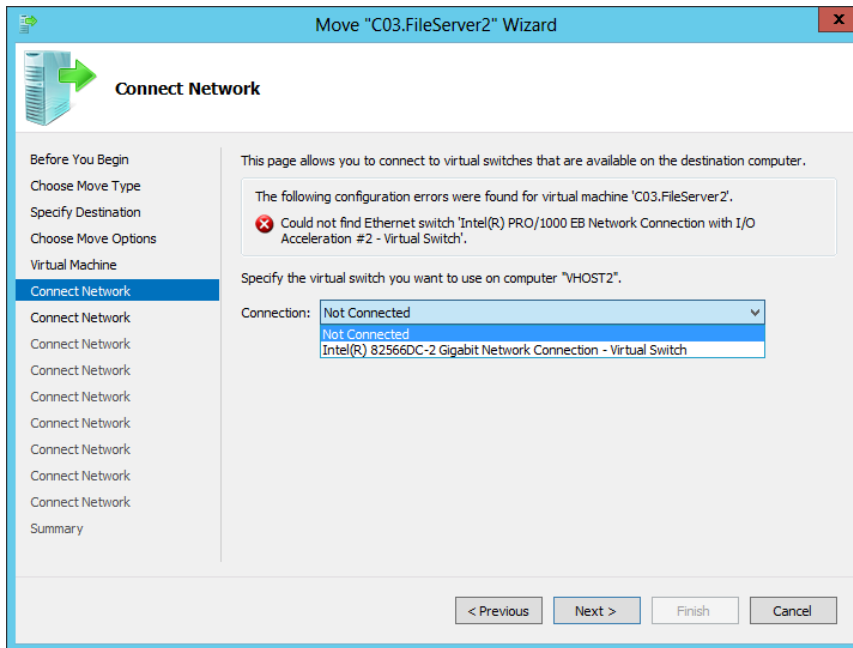 Move "C03.FileServer2" Wizard
x
Connect Network
Before You Begin
Choose Move Type
Specify Destination
Choose Move Options
Virtual Machine
Connect Network
Connect Network
Connect Network
Connect Network
Connect Network
Connect Network
Connect Network
Connect Network
Connect Network
Summary
This page allows you to connect to virtual switches that are available on the destination computer.
The following configuration errors were found for virtual machine 'C03.FileServer2'.
Could not find Ethernet switch 'Intel(R) PRO/1000 EB Network Connection with I/O
Acceleration #2 - Virtual Switch'.
Specify the virtual switch you want to use on computer "VHOST2".
Connection: Not Connected
Not Connected
Intel(R) 82566DC-2 Gigabit Network Connection - Virtual Switch
< Previous Next > Finish Cancel